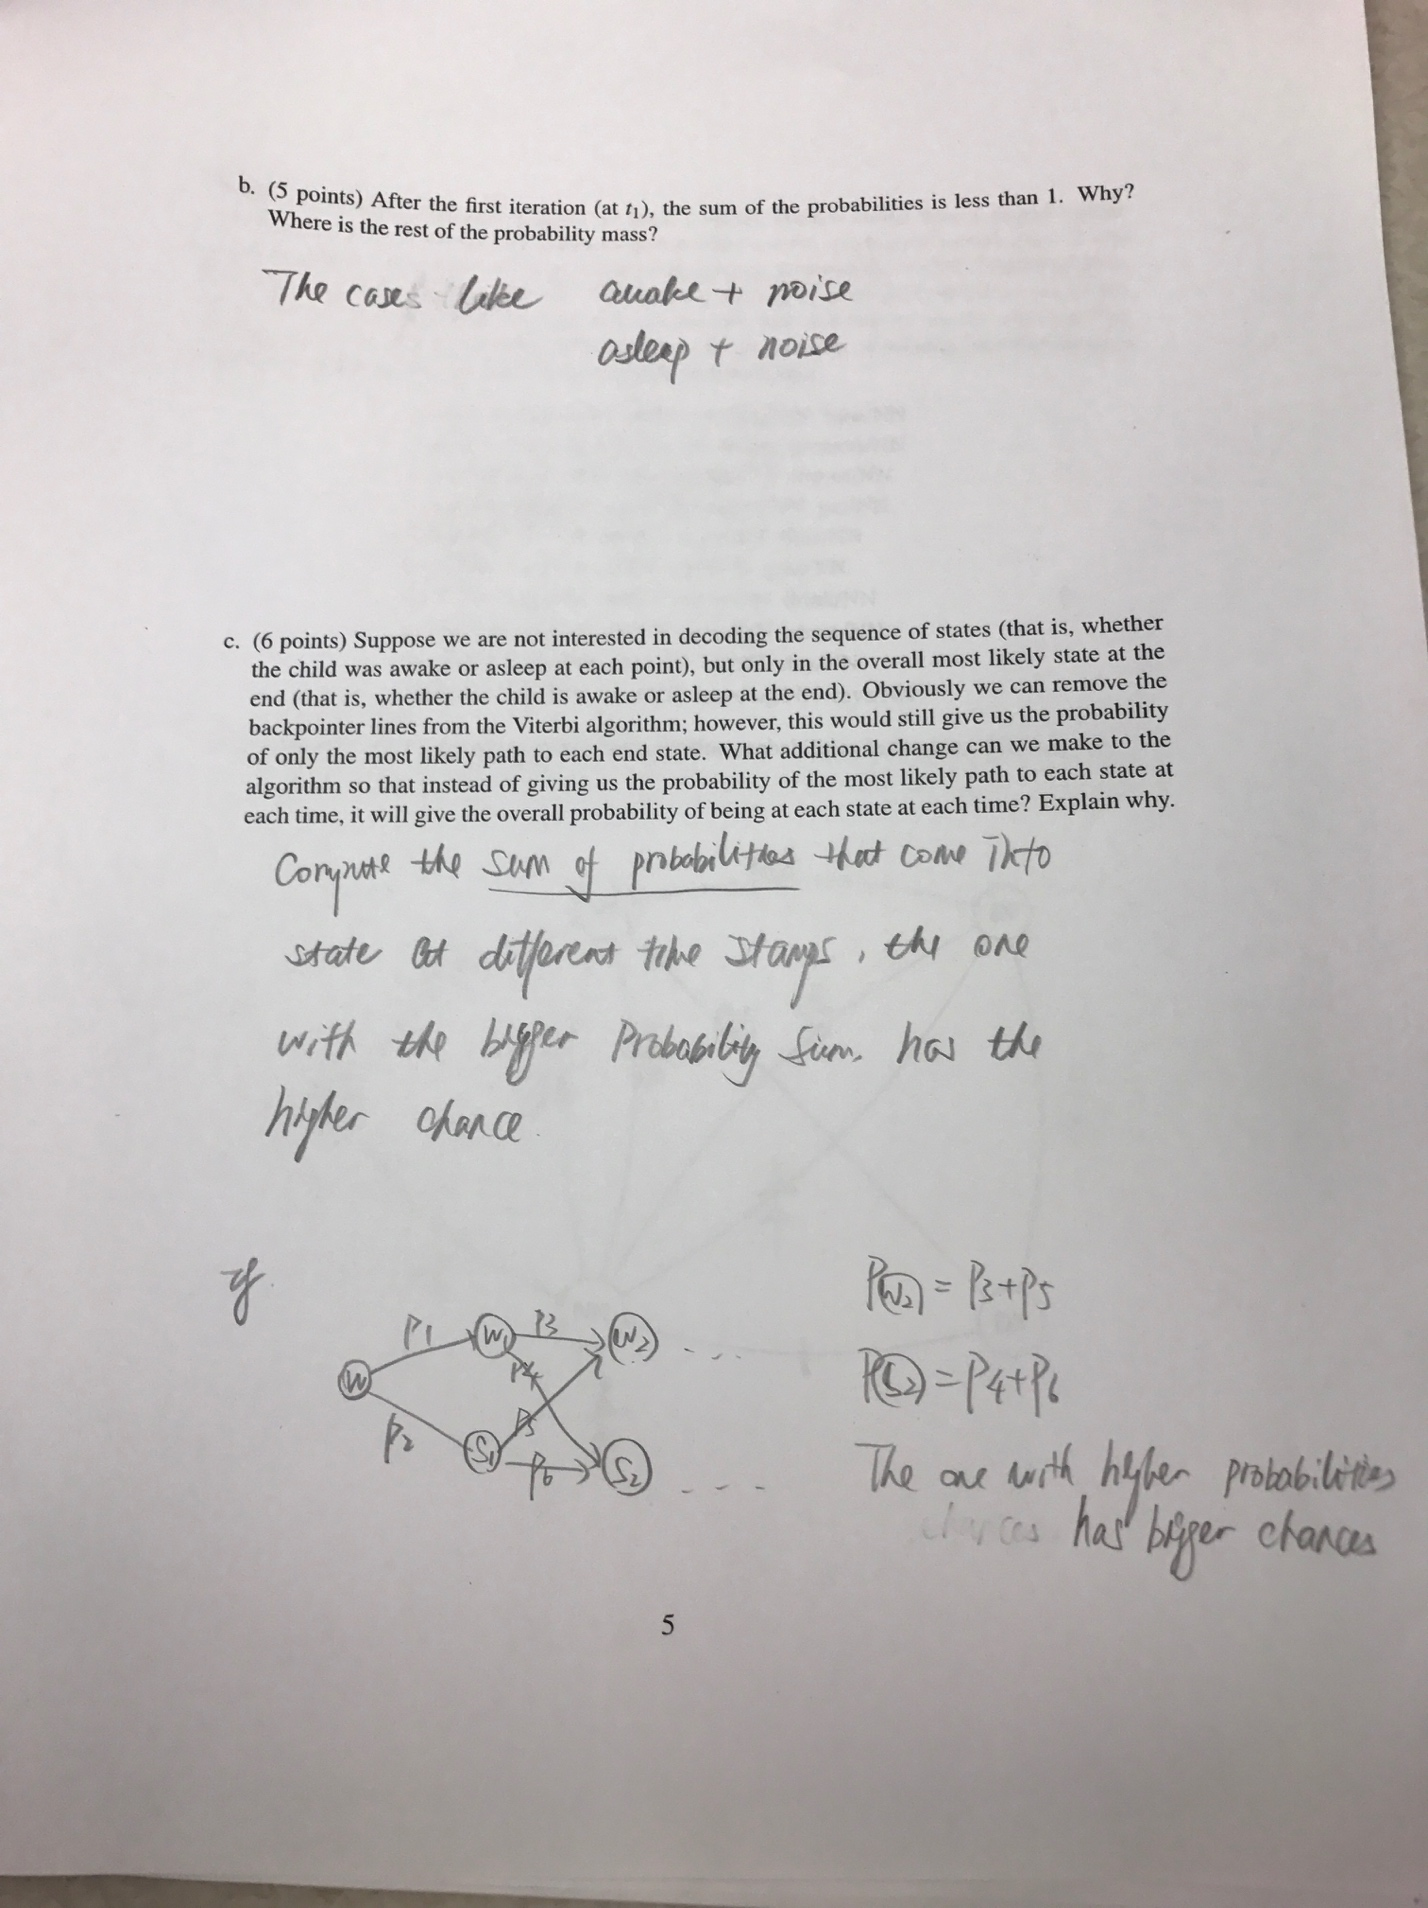 b. (5 points) After the first iteration (at t1), the sum of the probabilities is less than 1. Why?
Where is the rest of the probability mass?
The cases like awake + noise
asleep + noise
c. (6 points) Suppose we are not interested in decoding the sequence of states (that is, whether
the child was awake or asleep at each point), but only in the overall most likely state at the
end (that is, whether the child is awake or asleep at the end). Obviously we can remove the
backpointer lines from the Viterbi algorithm; however, this would still give us the probability
of only the most likely path to each end state. What additional change can we make to the
algorithm so that instead of giving us the probability of the most likely path to each state at
each time, it will give the overall probability of being at each state at each time? Explain why.
Compute the sum of probabilities that come into
state at different time stamps, the one
with the bigger Probability sum. has the
higher chance.
P1 W1 P3 W2 ...
W P4
P2 P5
S1 P6 S2 ...
P(W2) = P3+P5
P(S2) = P4+P6
The one with higher probabilities
chances has bigger chances
5